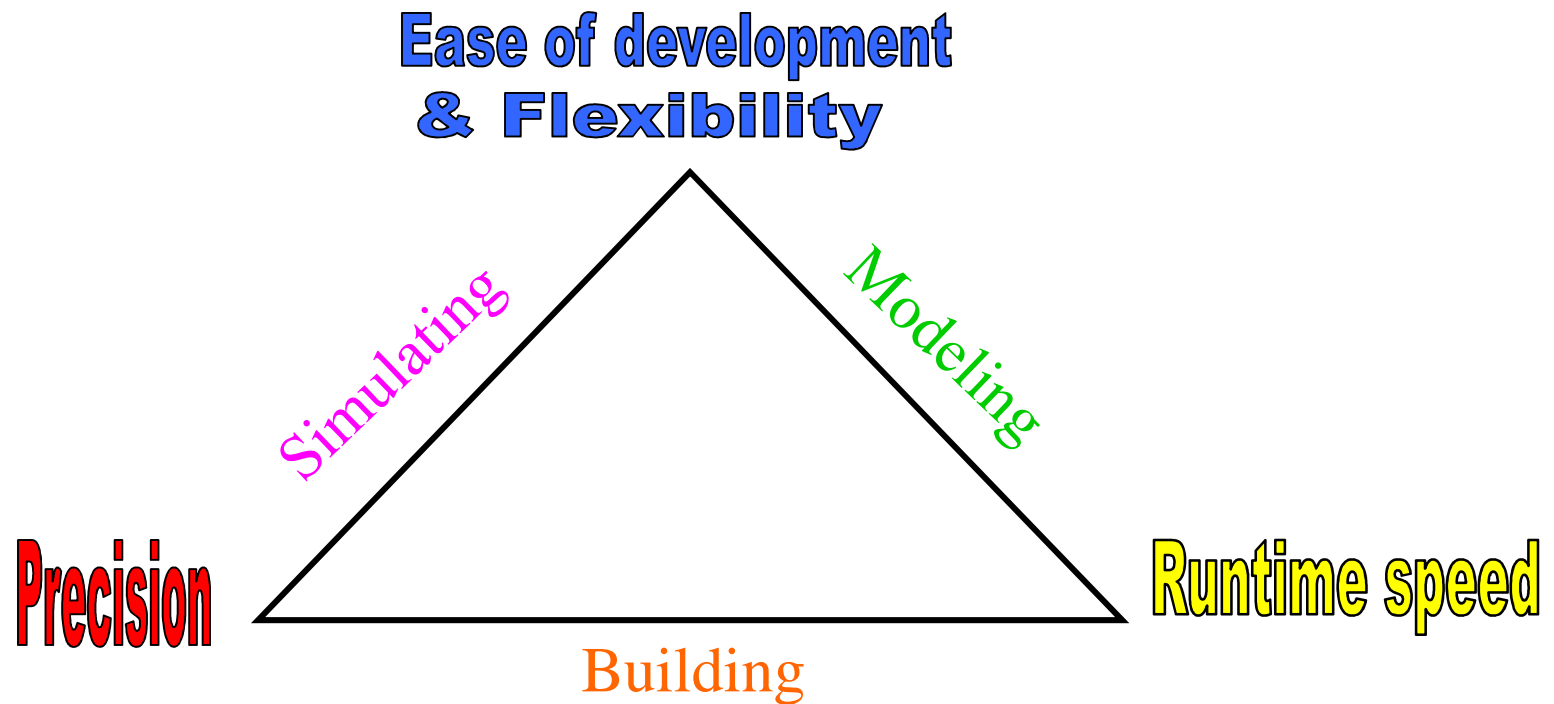 Ease of development
& Flexibility
Simulating
Modeling
Precision
Runtime speed
Building